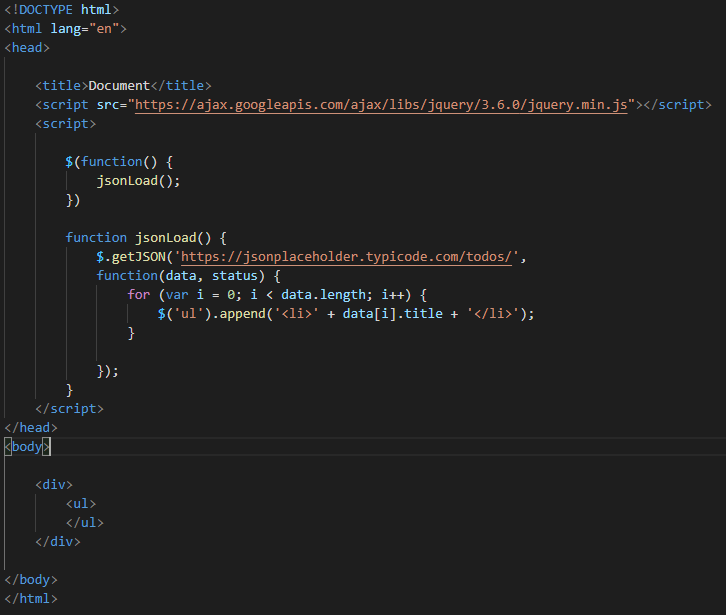 <!DOCTYPE html>
<html lang="en">
<head>
<title>Document</title>
<script src="https://ajax.googleapis.com/ajax/libs/jquery/3.6.0/jquery.min.js"></script>
<script>
$(function() {
jsonLoad();
})
function jsonLoad() {
$.getJSON('https://jsonplaceholder.typicode.com/todos/',
function(data, status) {
for (var i = 0; i < data.length; i++) {
$('ul').append('<li>' + data[i].title + '</li>');
}
});
}
</script>
</head>
<body>
<div>
<ul>
</ul>
</div>
</body>
</html>